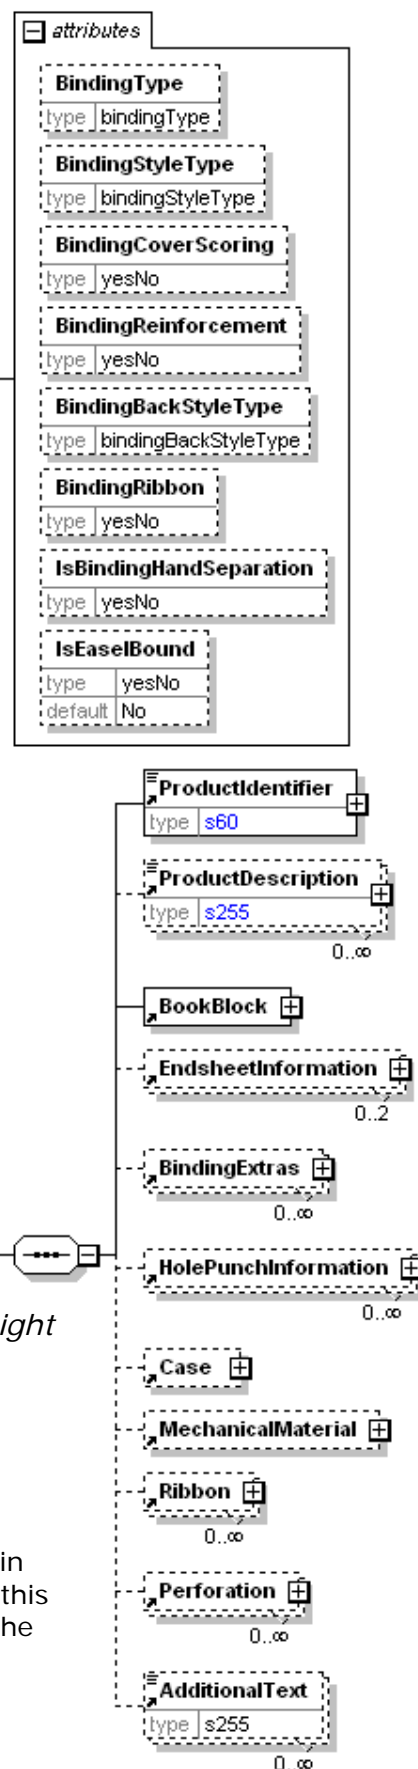 attributes
BindingType
type bindingType
BindingStyleType
type bindingStyleType
BindingCoverScoring
type yesNo
BindingReinforcement
type yesNo
BindingBackStyleType
type bindingBackStyleType
BindingRibbon
type yesNo
IsBindingHandSeparation
type yesNo
IsEaselBound
type yesNo
default No
ProductIdentifier
type s60
ProductDescription
type s255
0..∞
BookBlock
EndsheetInformation
0..2
BindingExtras
0..∞
HolePunchInformation
0..∞
ight
Case
MechanicalMaterial
Ribbon
0..∞
in
this
he
Perforation
0..∞
AdditionalText
type s255
0..∞